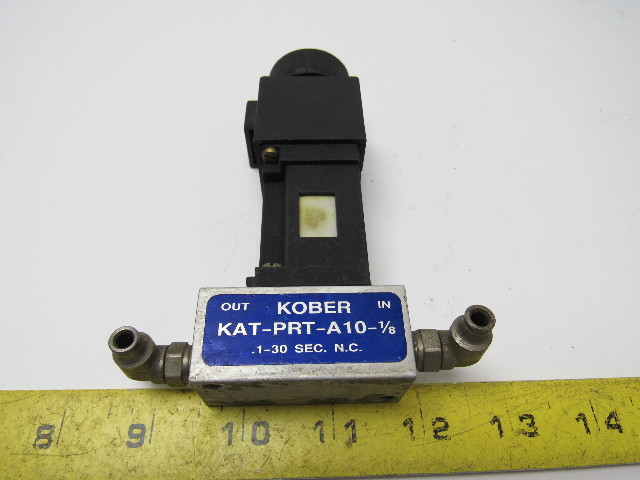 OUT KOBER IN
KAT-PRT-A10-⅛
.1-30 SEC. N.C.
8 9 10 11 12 13 14